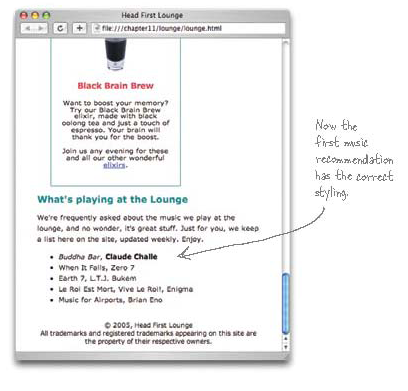 Head First Lounge
file:///chapter11/lounge/lounge.html
Black Brain Brew
Want to boost your memory?
Try our Black Brain Brew
elixir, made with black
oolong tea and just a touch of
espresso. Your brain will
thank you for the boost.
Join us any evening for these
and all our other wonderful
elixirs.
What's playing at the Lounge
We're frequently asked about the music we play at the
lounge, and no wonder, it's great stuff. Just for you, we keep
a list here on the site, updated weekly. Enjoy.
• Buddha Bar, Claude Challe
• When It Falls, Zero 7
• Earth 7, L.T.J. Bukem
• Le Roi Est Mort, Vive Le Roi!, Enigma
• Music for Airports, Brian Eno
© 2005, Head First Lounge
All trademarks and registered trademarks appearing on this site are
the property of their respective owners.
Now the
first music
recommendation
has the correct
styling.